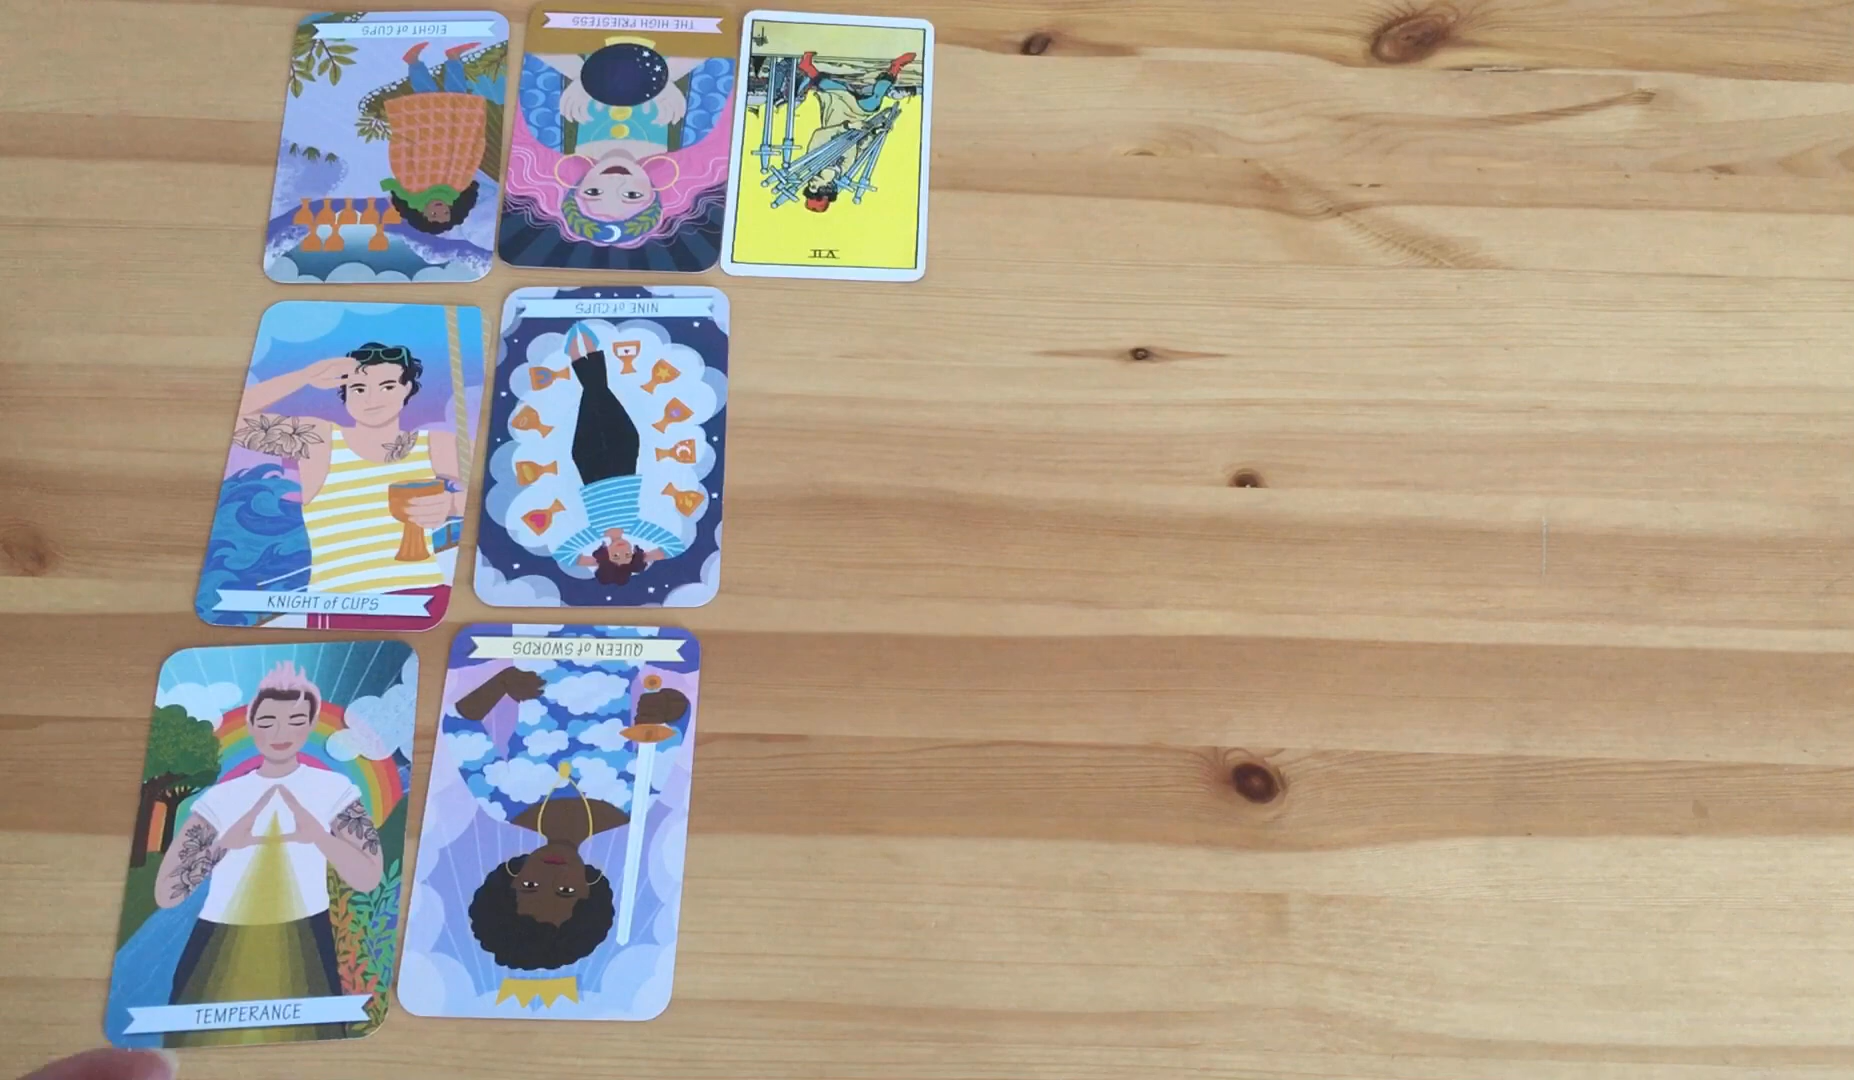 EIGHT of CUPS
THE HIGH PRIESTESS
VII
KNIGHT of CUPS
NINE of CUPS
TEMPERANCE
QUEEN of SWORDS